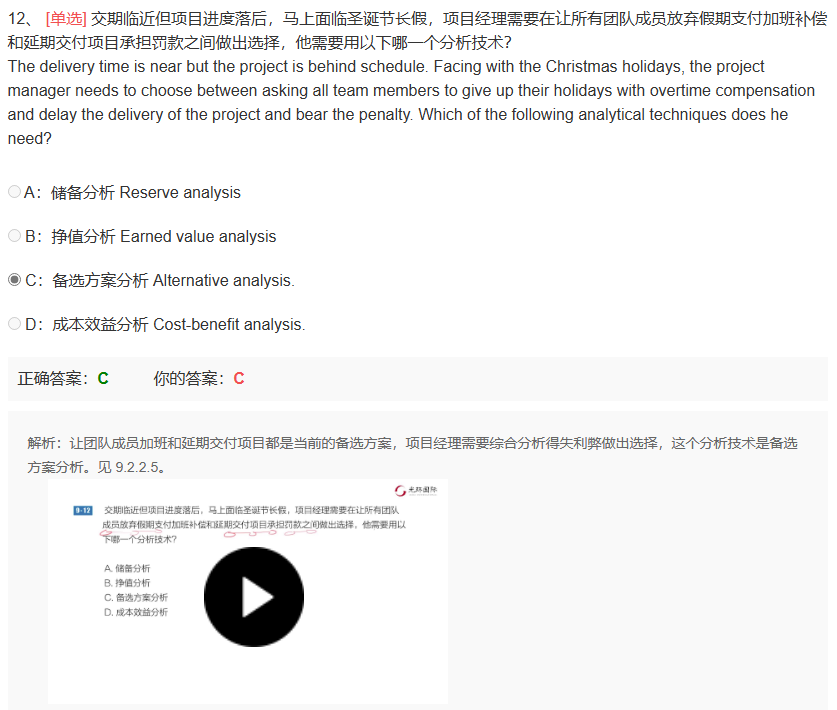 12、 [单选] 交期临近但项目进度落后，马上面临圣诞节长假，项目经理需要在让所有团队成员放弃假期支付加班补偿
和延期交付项目承担罚款之间做出选择，他需要用以下哪一个分析技术?
The delivery time is near but the project is behind schedule. Facing with the Christmas holidays, the project
manager needs to choose between asking all team members to give up their holidays with overtime compensation
and delay the delivery of the project and bear the penalty. Which of the following analytical techniques does he
need?
A：储备分析 Reserve analysis
B：挣值分析 Earned value analysis
C：备选方案分析 Alternative analysis.
D：成本效益分析 Cost-benefit analysis.
正确答案：C 你的答案：C
解析：让团队成员加班和延期交付项目都是当前的备选方案，项目经理需要综合分析得失利弊做出选择，这个分析技术是备选
方案分析。见 9.2.2.5。
光环国际
9-12 交期临近但项目进度落后，马上面临圣诞节长假，项目经理需要在让所有团队
成员放弃假期支付加班补偿和延期交付项目承担罚款之间做出选择，他需要用以
下哪一个分析技术?
A. 储备分析
B. 挣值分析
C. 备选方案分析
D. 成本效益分析